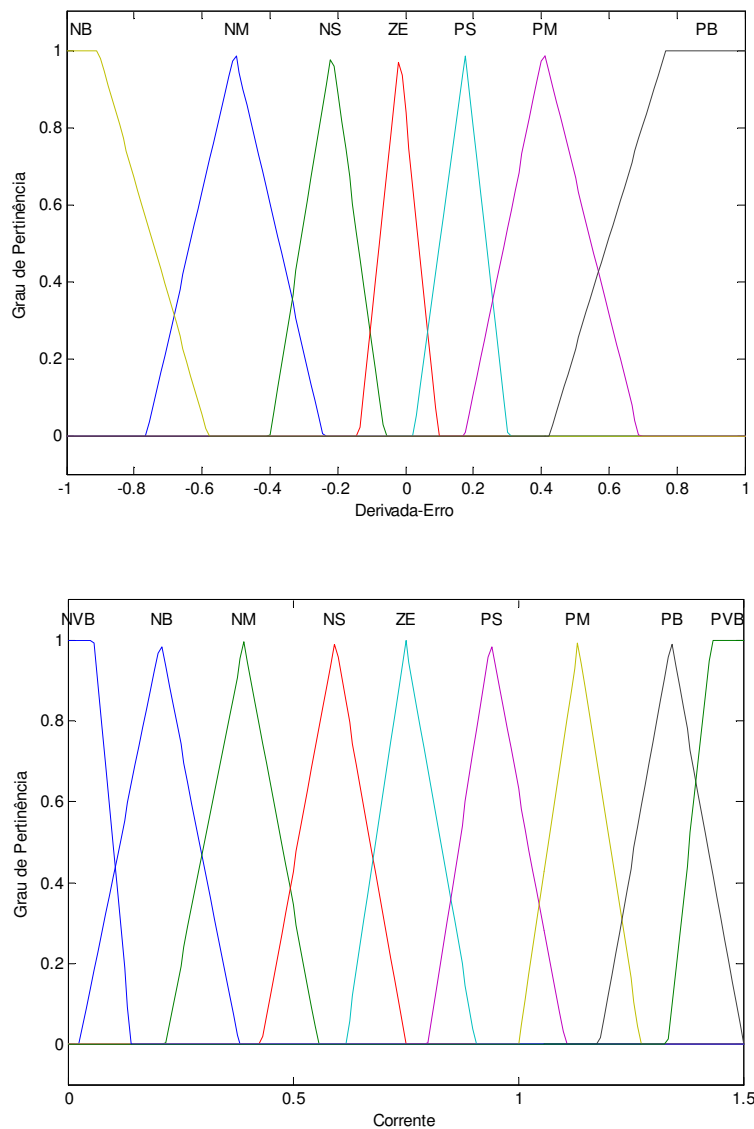 NB NM NS ZE PS PM PB
1
0.8
0.6
0.4
0.2
0
Grau de Pertinência
-1 -0.8 -0.6 -0.4 -0.2 0 0.2 0.4 0.6 0.8 1
Derivada-Erro
NVB NB NM NS ZE PS PM PB PVB
1
0.8
0.6
0.4
0.2
0
Grau de Pertinência
0 0.5 1 1.5
Corrente